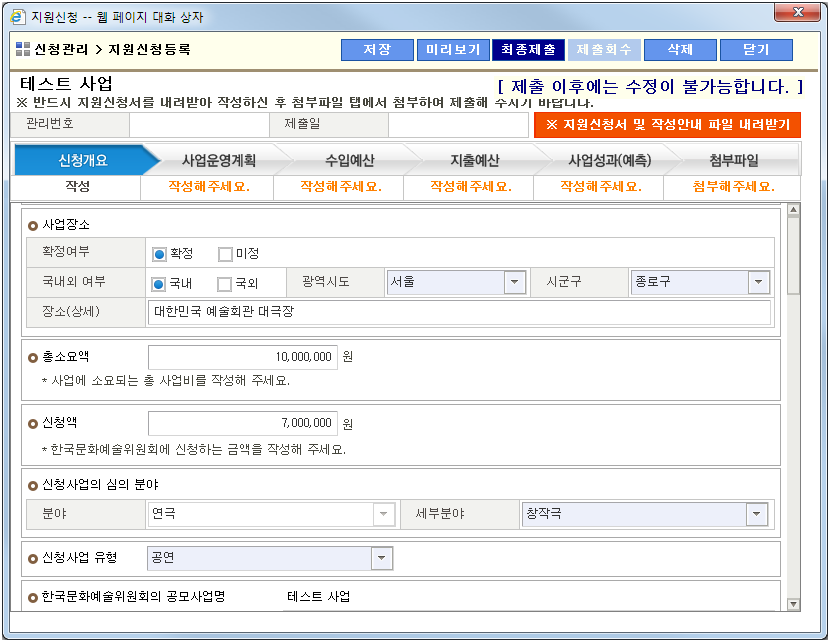 지원신청 -- 웹 페이지 대화 상자
신청관리 > 지원신청등록
저장 미리보기 최종제출 제출회수 삭제 닫기
테스트 사업
[ 제출 이후에는 수정이 불가능합니다. ]
※ 반드시 지원신청서를 내려받아 작성하신 후 첨부파일 탭에서 첨부하여 제출해 주시기 바랍니다.
관리번호 제출일 ※ 지원신청서 및 작성안내 파일 내려받기
신청개요 사업운영계획 수입예산 지출예산 사업성과(예측) 첨부파일
작성 작성해주세요. 작성해주세요. 작성해주세요. 작성해주세요. 첨부해주세요.
사업장소
확정여부 확정 미정
국내외 여부 국내 국외 광역시도 서울 시군구 종로구
장소(상세) 대한민국 예술회관 대극장
총소요액 10,000,000 원
* 사업에 소요되는 총 사업비를 작성해 주세요.
신청액 7,000,000 원
* 한국문화예술위원회에 신청하는 금액을 작성해 주세요.
신청사업의 심의 분야
분야 연극 세부분야 창작극
신청사업 유형 공연
한국문화예술위원회의 공모사업명 테스트 사업